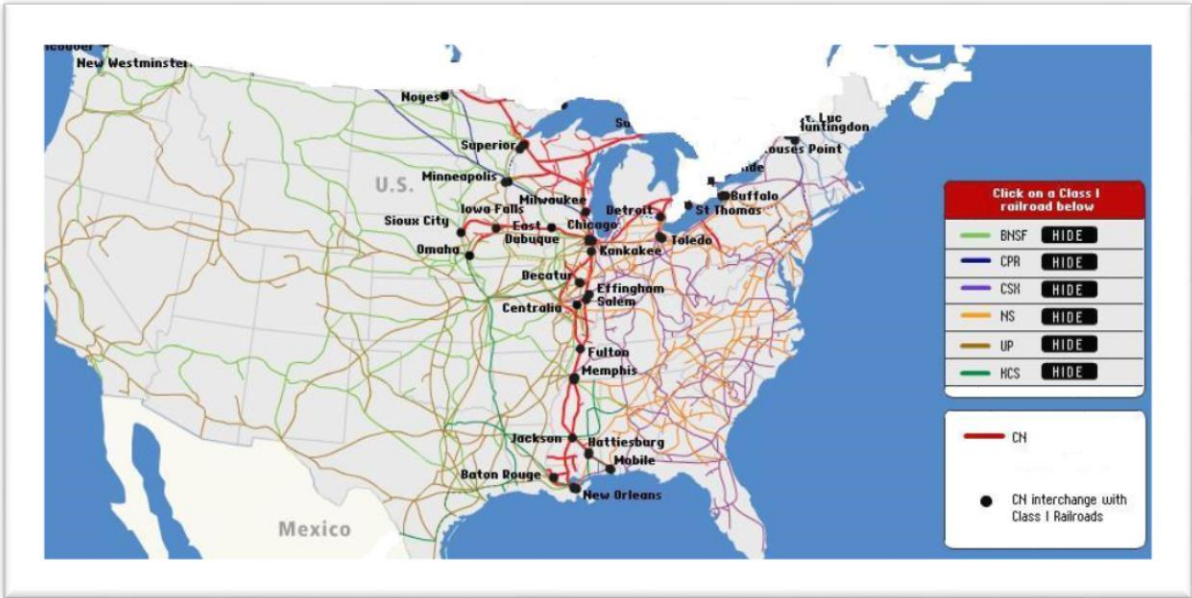 New Westminster
Noyes
Su
Huntingdon
Superior
ouses Point
U.S.
Minneapolis
Buffalo
Milwaukee
Iowa Falls
Detroit
St Thomas
Sioux City
East
Dubuque
Chicago
Toledo
Omaha
Kankakee
Decatur
Effingham
Salem
Centralia
Fulton
Memphis
Jackson
Hattiesburg
Mobile
Baton Rouge
New Orleans
Mexico
Click on a Class I
railroad below
BNSF HIDE
CPR HIDE
CSX HIDE
NS HIDE
UP HIDE
KCS HIDE
CN
CN interchange with
Class I Railroads